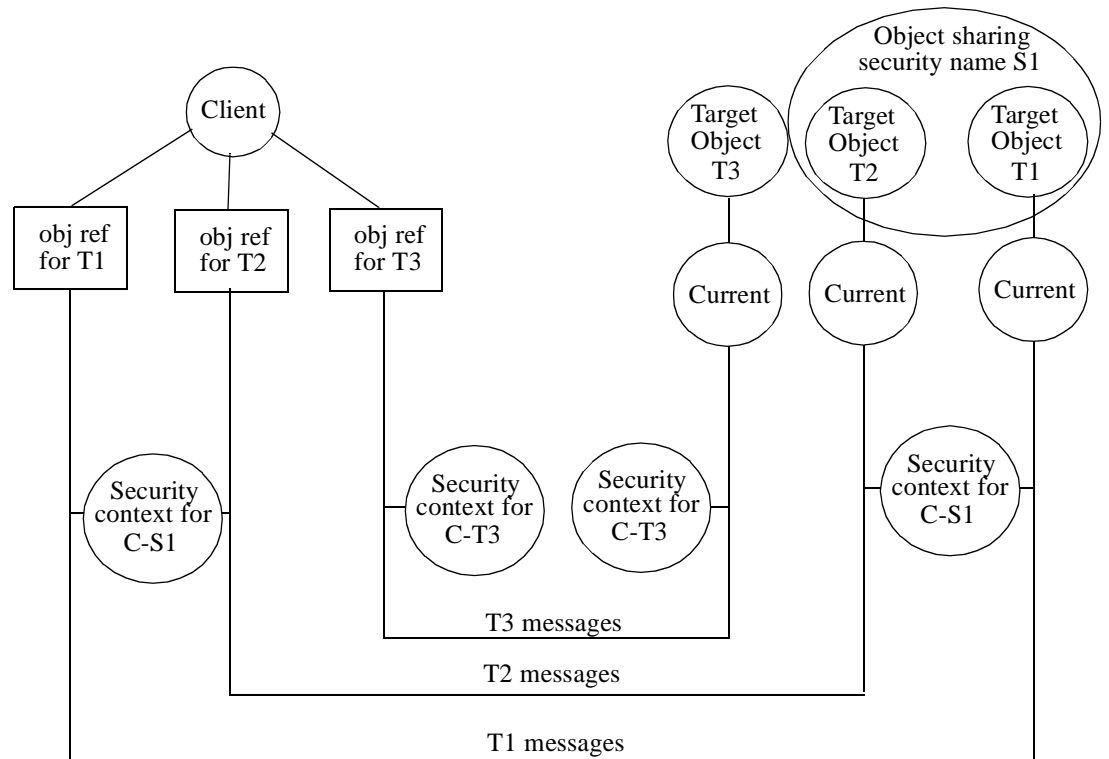 Object sharing
security name S1
Client
Target
Object
T3
Target
Object
T2
Target
Object
T1
obj ref
for T1
obj ref
for T2
obj ref
for T3
Current
Current
Current
Security
context for
C-S1
Security
context for
C-T3
Security
context for
C-T3
Security
context for
C-S1
T3 messages
T2 messages
T1 messages